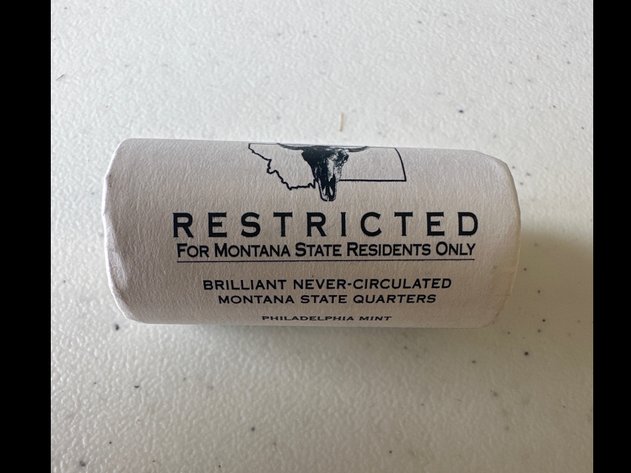 RESTRICTED
FOR MONTANA STATE RESIDENTS ONLY
BRILLIANT NEVER-CIRCULATED
MONTANA STATE QUARTERS
PHILADELPHIA MINT